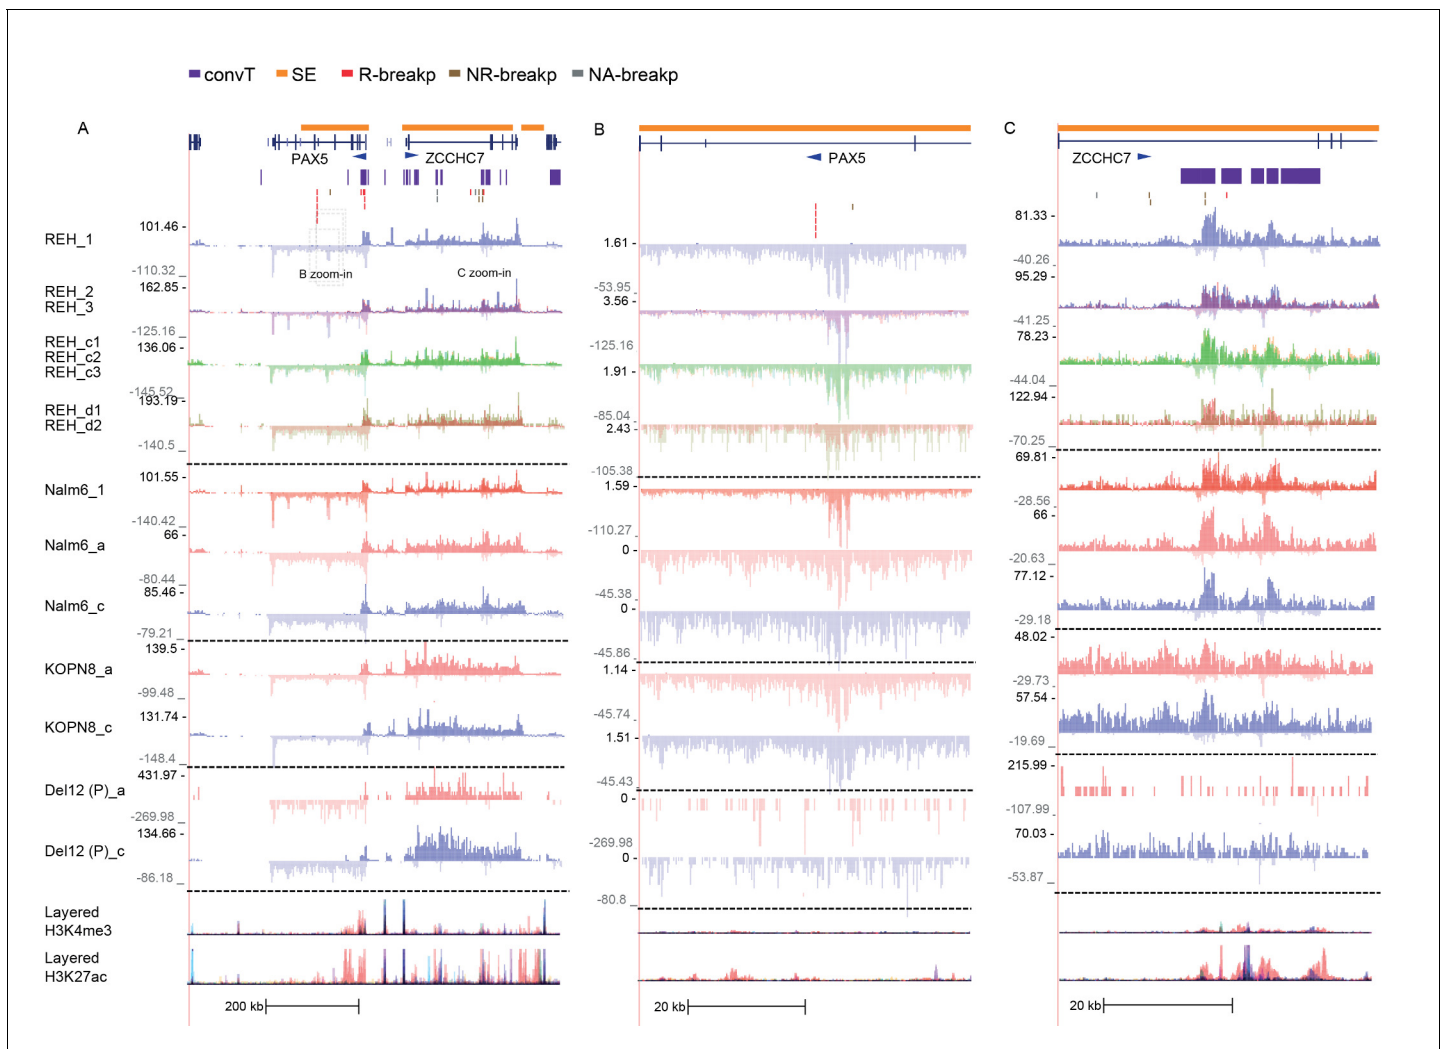 convT SE R-breakp NR-breakp NA-breakp
A
PAX5 ZCCHC7
REH_1
101.46
-110.32
B zoom-in C zoom-in
REH_2
REH_3
162.85
-125.16
REH_c1
REH_c2
REH_c3
136.06
-145.52
REH_d1
REH_d2
193.19
-140.5
Nalm6_1
101.55
-140.42
Nalm6_a
66
-80.44
Nalm6_c
85.46
-79.21
KOPN8_a
139.5
-99.48
KOPN8_c
131.74
-148.4
Del12 (P)_a
431.97
-269.98
Del12 (P)_c
134.66
-86.18
Layered
H3K4me3
Layered
H3K27ac
200 kb
B
PAX5
1.61
-53.95
3.56
-125.16
1.91
-85.04
2.43
-105.38
1.59
-110.27
0
-45.38
0
-45.86
1.14
-45.74
1.51
-45.43
0
-269.98
0
-80.8
20 kb
C
ZCCHC7
81.33
-40.26
95.29
-41.25
78.23
-44.04
122.94
-70.25
69.81
-28.56
66
-20.63
77.12
-29.18
48.02
-29.73
57.54
-19.69
215.99
-107.99
70.03
-53.87
20 kb